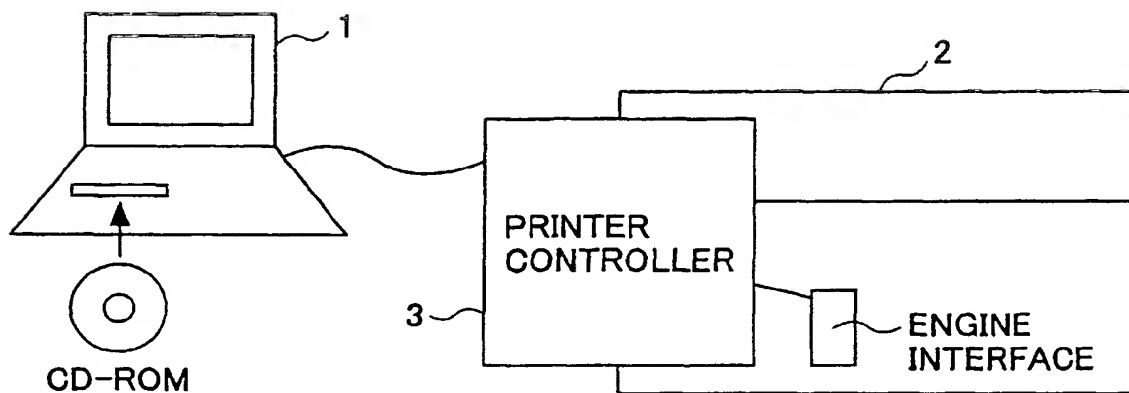 1
2
PRINTER
CONTROLLER
3
ENGINE
INTERFACE
CD-ROM